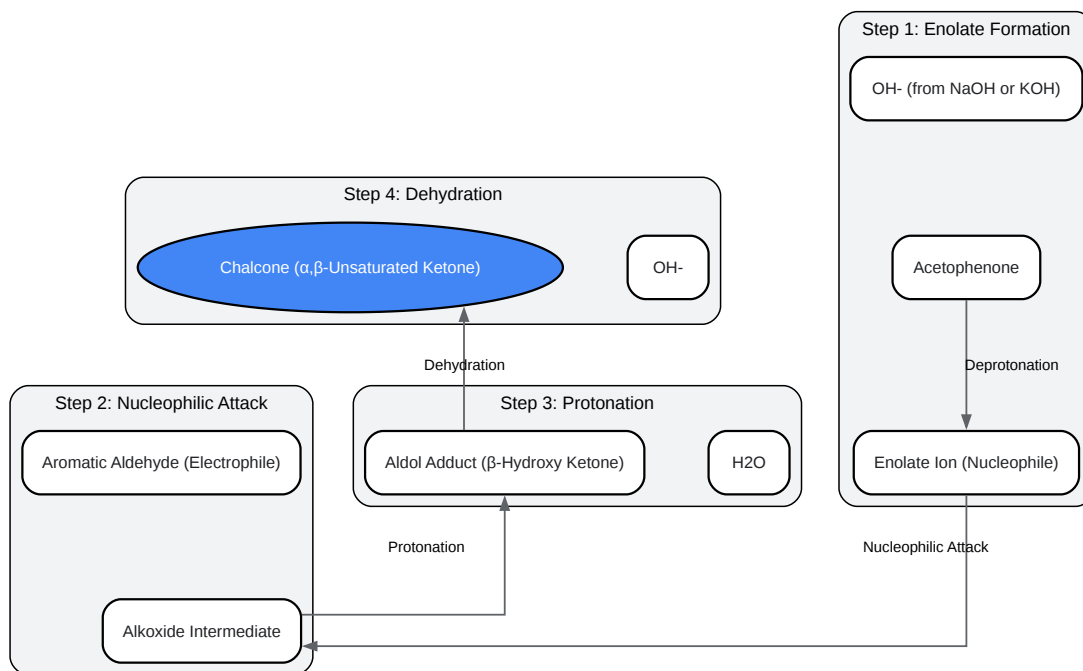 Step 1: Enolate Formation
OH- (from NaOH or KOH)
Acetophenone
Deprotonation
Enolate Ion (Nucleophile)
Nucleophilic Attack
Step 2: Nucleophilic Attack
Aromatic Aldehyde (Electrophile)
Alkoxide Intermediate
Protonation
Step 3: Protonation
Aldol Adduct (β-Hydroxy Ketone)
H2O
Dehydration
Step 4: Dehydration
Chalcone (α,β-Unsaturated Ketone)
OH-